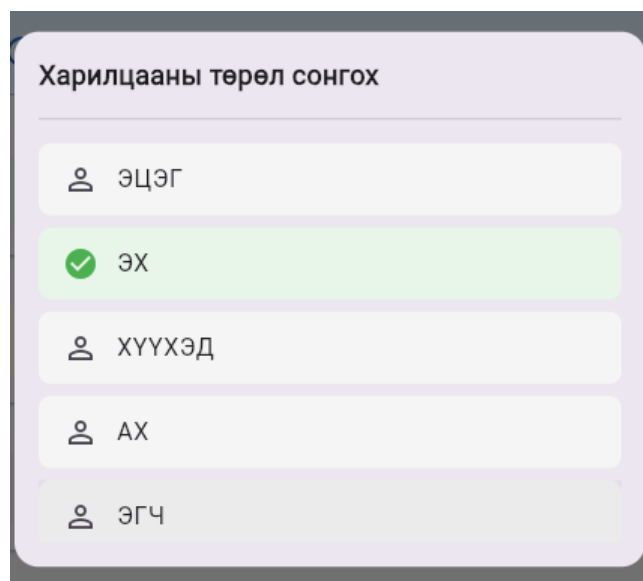 Харилцааны төрөл сонгох
ЭЦЭГ
ЭХ
ХҮҮХЭД
АХ
ЭГЧ